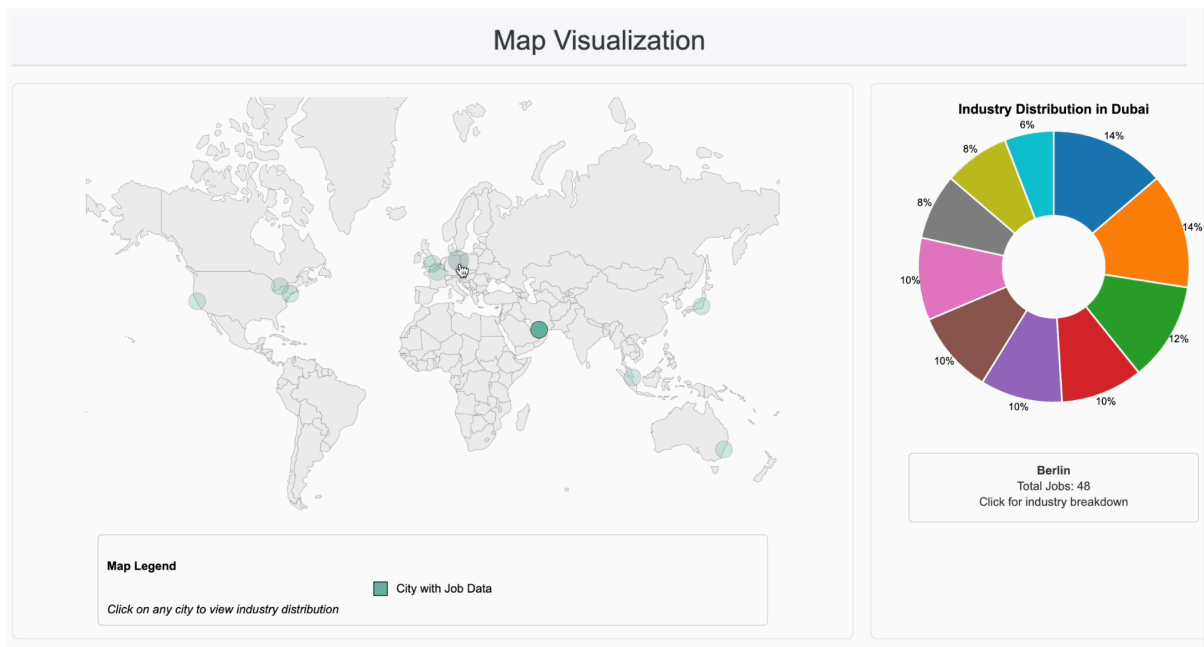 Map Visualization
Industry Distribution in Dubai
6%
14%
8%
14%
8%
10%
12%
10%
10%
10%
Berlin
Total Jobs: 48
Click for industry breakdown
Map Legend
City with Job Data
Click on any city to view industry distribution